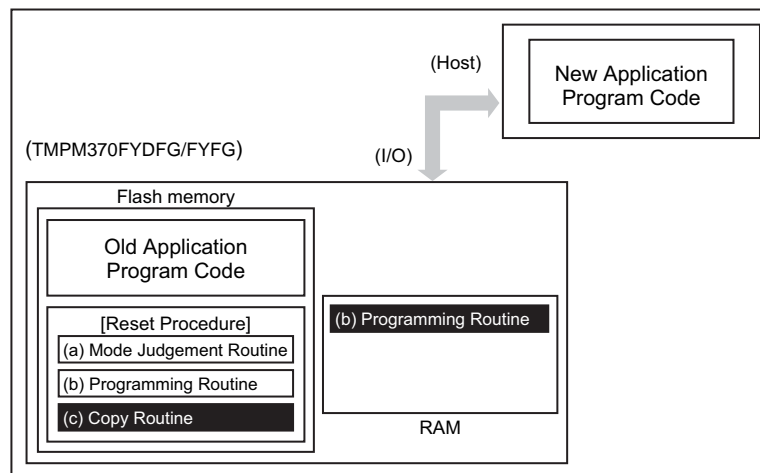 (Host)
New Application
Program Code
(TMPM370FYDFG/FYFG)
(I/O)
Flash memory
Old Application
Program Code
[Reset Procedure]
(a) Mode Judgement Routine
(b) Programming Routine
(c) Copy Routine
(b) Programming Routine
RAM